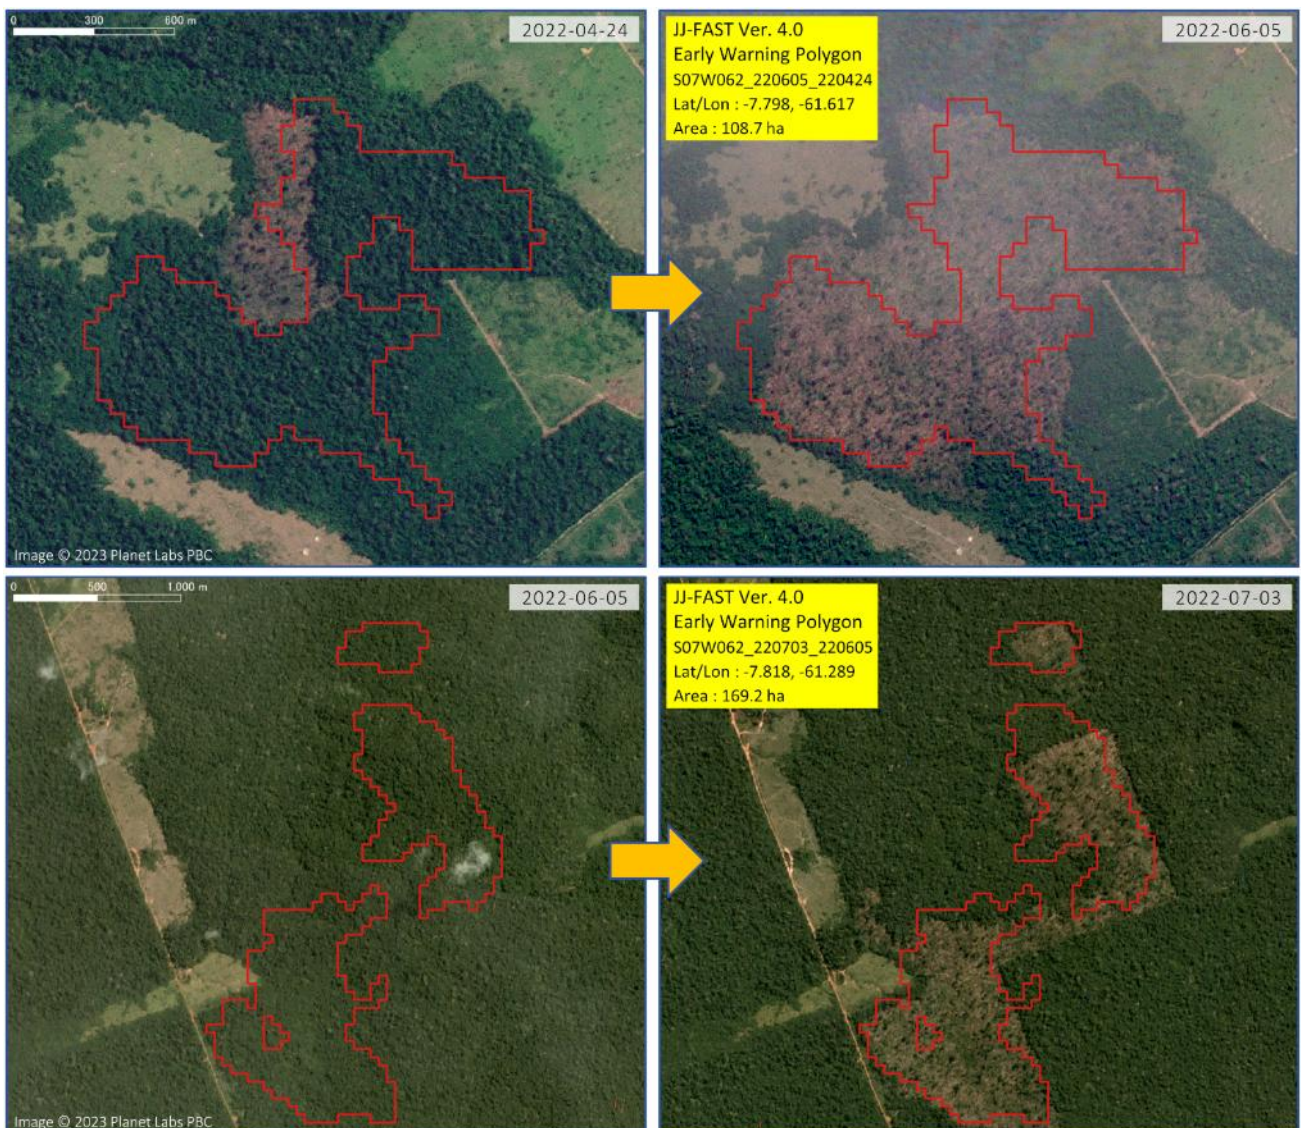 0 300 600 m
2022-04-24
JJ-FAST Ver. 4.0
Early Warning Polygon
S07W062_220605_220424
Lat/Lon : -7.798, -61.617
Area : 108.7 ha
2022-06-05
Image © 2023 Planet Labs PBC
0 500 1,000 m
2022-06-05
JJ-FAST Ver. 4.0
Early Warning Polygon
S07W062_220703_220605
Lat/Lon : -7.818, -61.289
Area : 169.2 ha
2022-07-03
Image © 2023 Planet Labs PBC